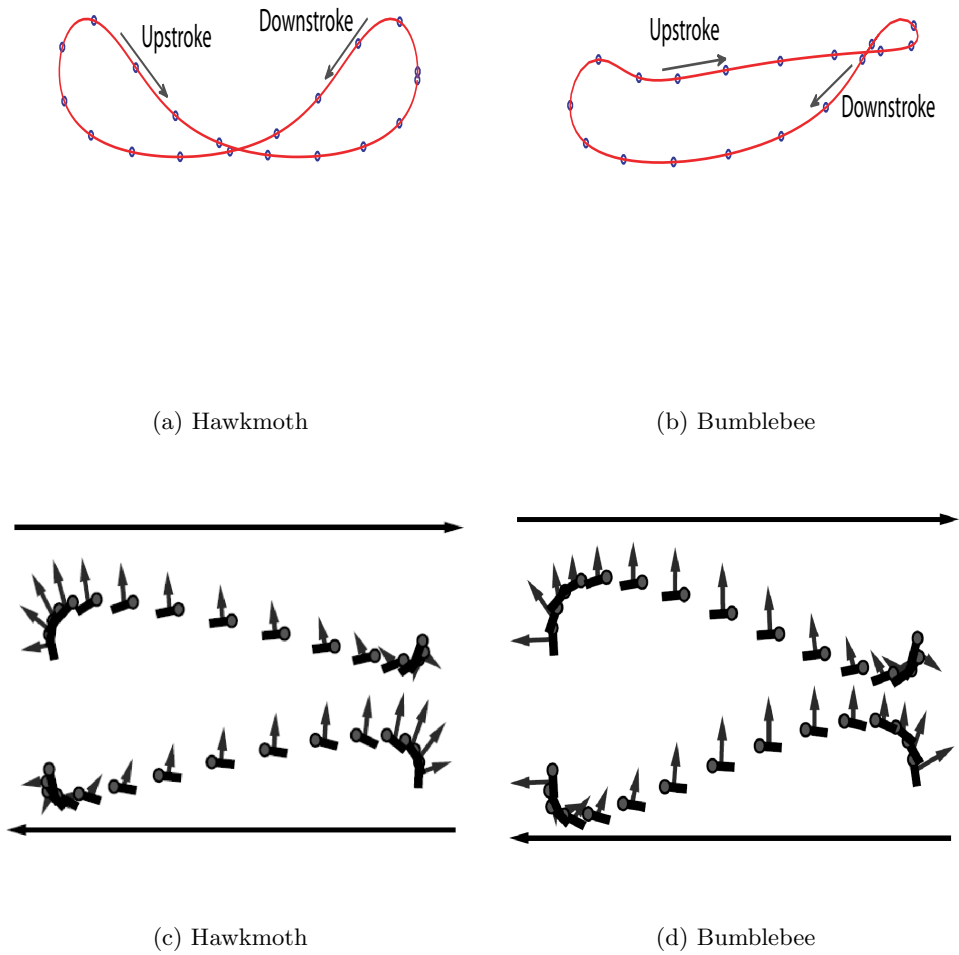 Upstroke
Downstroke
Upstroke
Downstroke
(a) Hawkmoth
(b) Bumblebee
(c) Hawkmoth
(d) Bumblebee